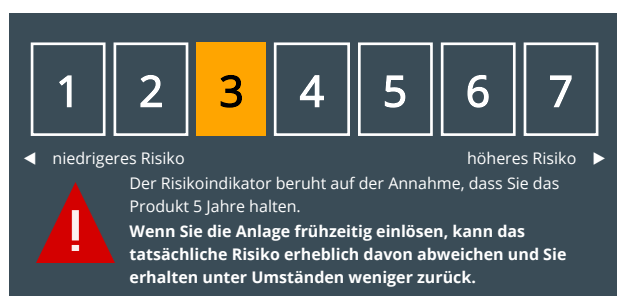 1 2 3 4 5 6 7
◀ niedrigeres Risiko höheres Risiko ▶
Der Risikoindikator beruht auf der Annahme, dass Sie das
Produkt 5 Jahre halten.
!
Wenn Sie die Anlage frühzeitig einlösen, kann das
tatsächliche Risiko erheblich davon abweichen und Sie
erhalten unter Umständen weniger zurück.